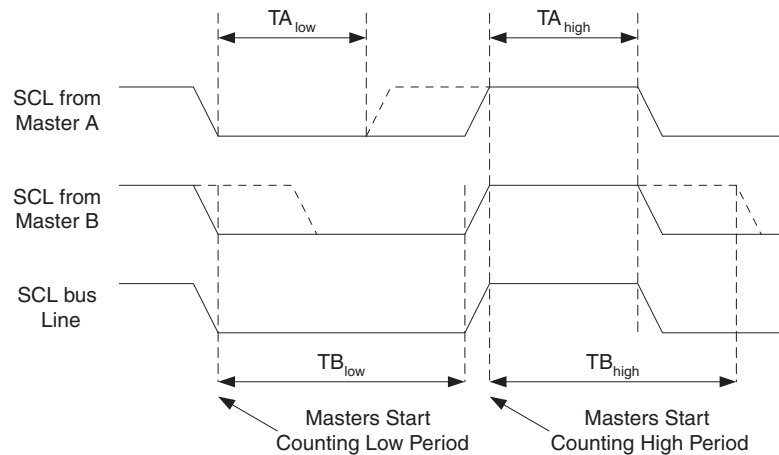 TAlow
TAhigh
SCL from
Master A
SCL from
Master B
SCL bus
Line
TBlow
TBhigh
Masters Start
Counting Low Period
Masters Start
Counting High Period